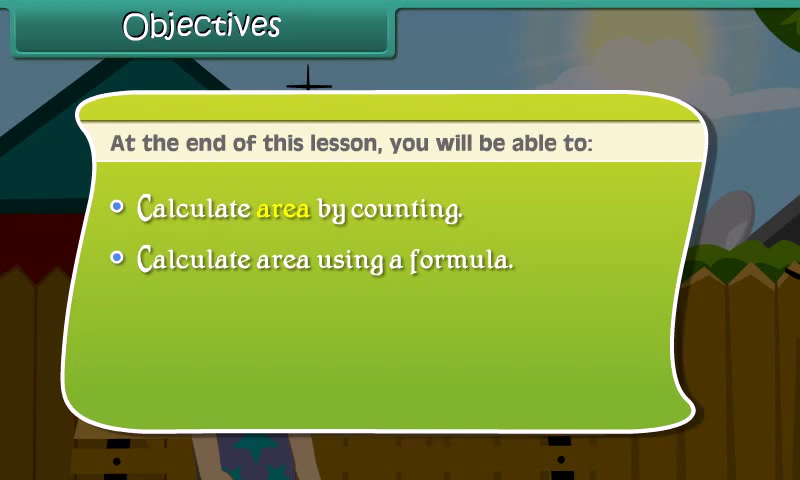 Objectives
At the end of this lesson, you will be able to:
Calculate area by counting.
Calculate area using a formula.